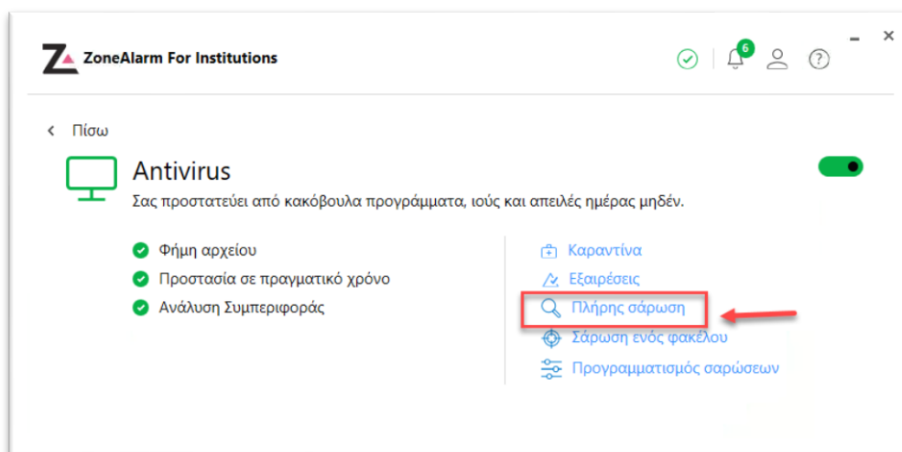 ZoneAlarm For Institutions
6
Πίσω
Antivirus
Σας προστατεύει από κακόβουλα προγράμματα, ιούς και απειλές ημέρας μηδέν.
Φήμη αρχείου
Προστασία σε πραγματικό χρόνο
Ανάλυση Συμπεριφοράς
Καραντίνα
Εξαιρέσεις
Πλήρης σάρωση
Σάρωση ενός φακέλου
Προγραμματισμός σαρώσεων